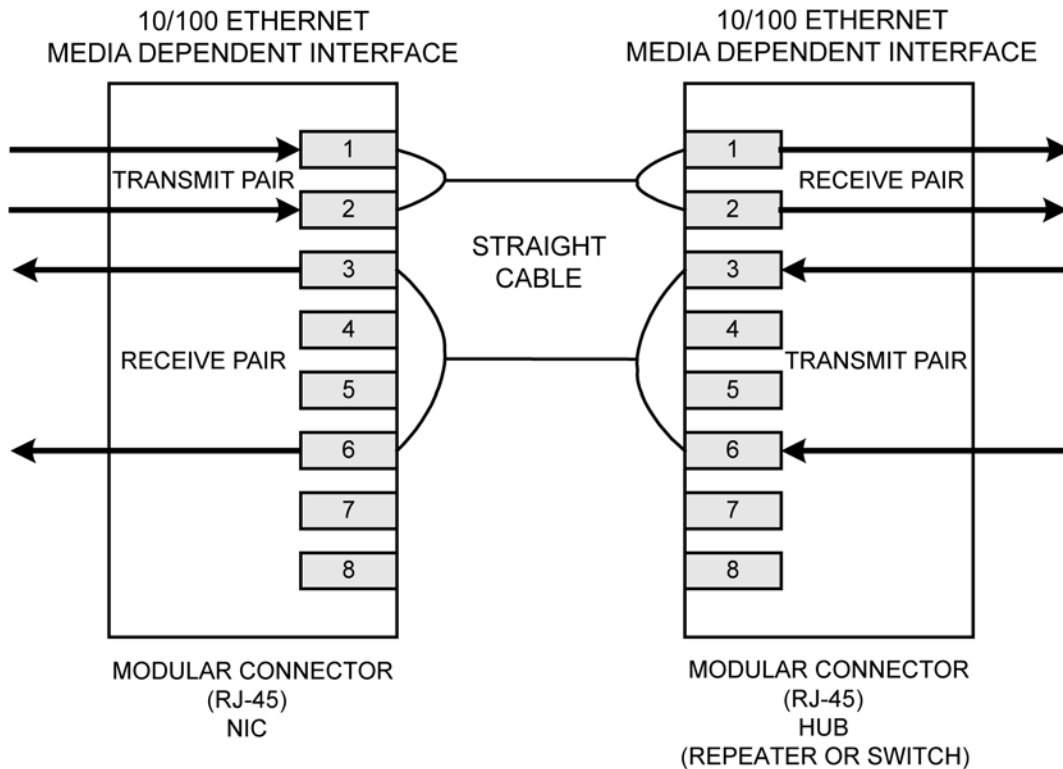 10/100 ETHERNET
MEDIA DEPENDENT INTERFACE
1
2
3
4
5
6
7
8
TRANSMIT PAIR
RECEIVE PAIR
MODULAR CONNECTOR
(RJ-45)
NIC
STRAIGHT
CABLE
10/100 ETHERNET
MEDIA DEPENDENT INTERFACE
1
2
3
4
5
6
7
8
RECEIVE PAIR
TRANSMIT PAIR
MODULAR CONNECTOR
(RJ-45)
HUB
(REPEATER OR SWITCH)